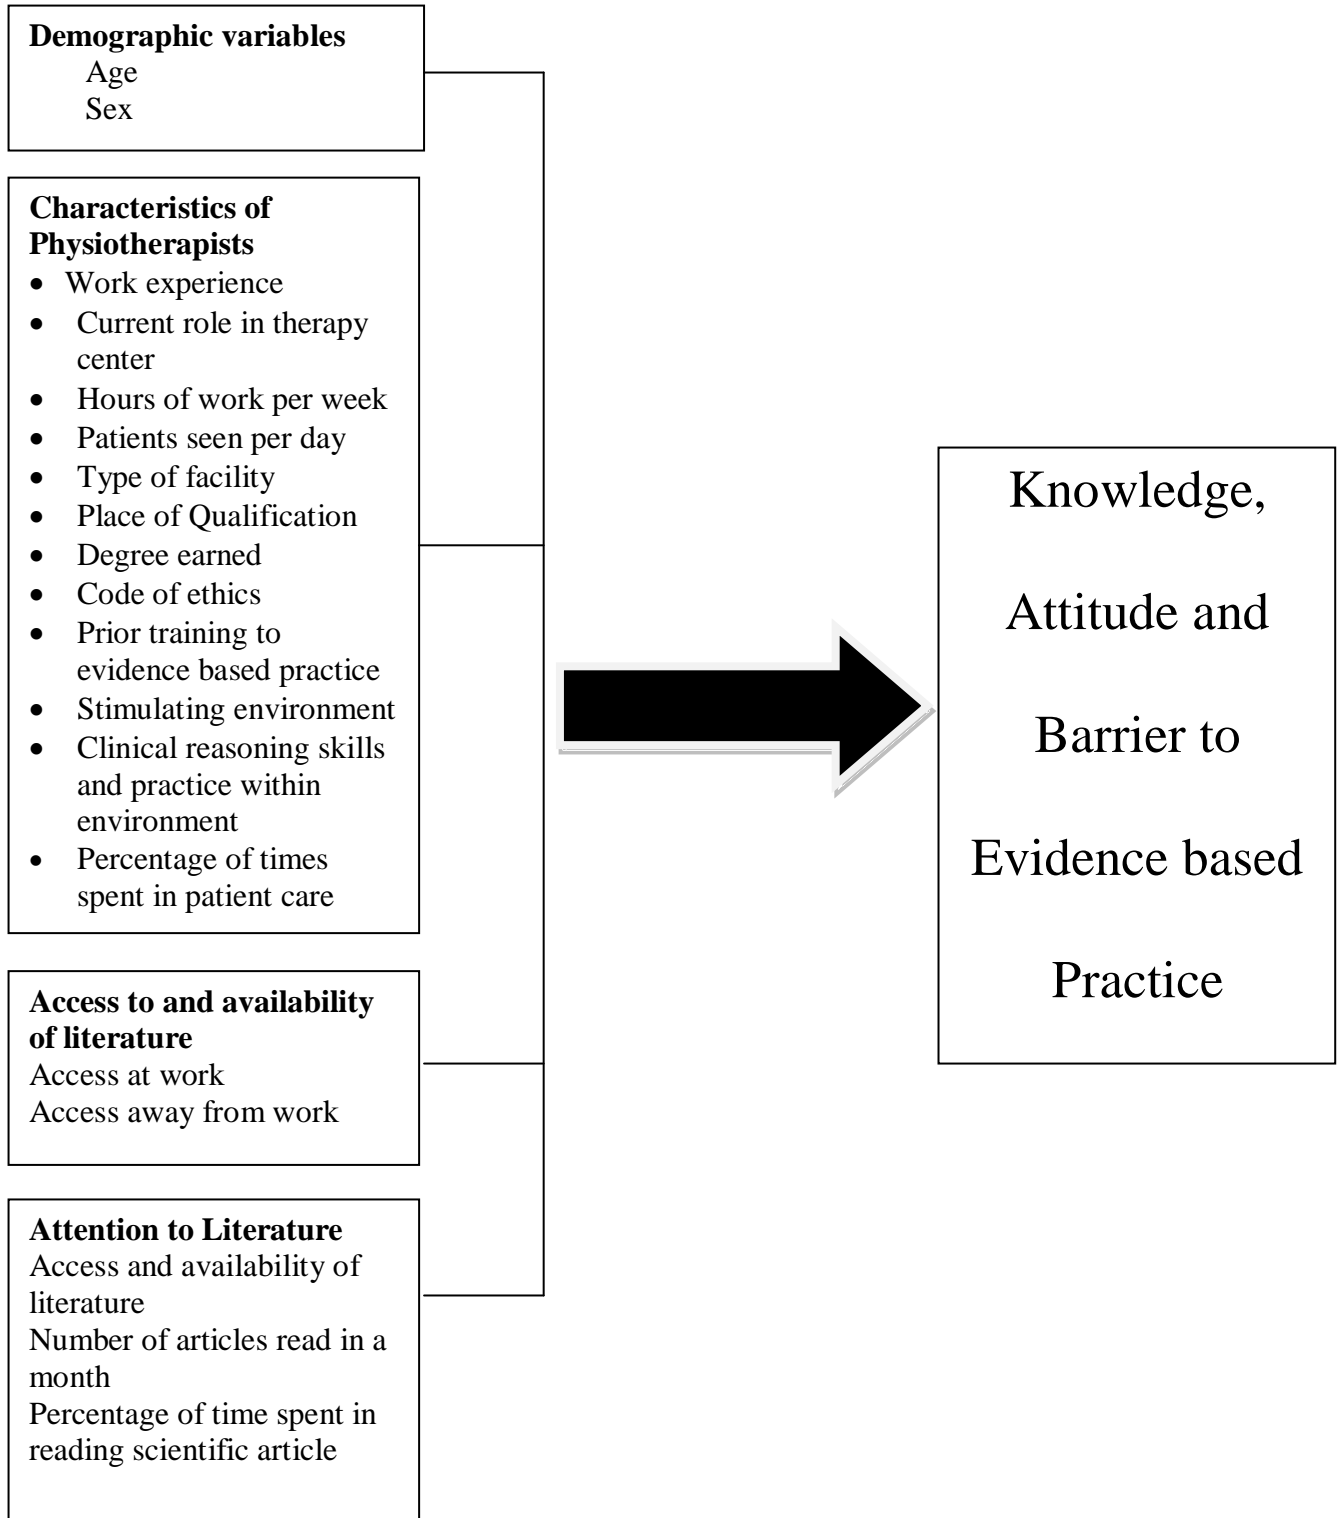 Demographic variables
Age
Sex
Characteristics of
Physiotherapists
• Work experience
• Current role in therapy
center
• Hours of work per week
• Patients seen per day
• Type of facility
• Place of Qualification
• Degree earned
• Code of ethics
• Prior training to
evidence based practice
• Stimulating environment
• Clinical reasoning skills
and practice within
environment
• Percentage of times
spent in patient care
Access to and availability
of literature
Access at work
Access away from work
Attention to Literature
Access and availability of
literature
Number of articles read in a
month
Percentage of time spent in
reading scientific article
Knowledge,
Attitude and
Barrier to
Evidence based
Practice